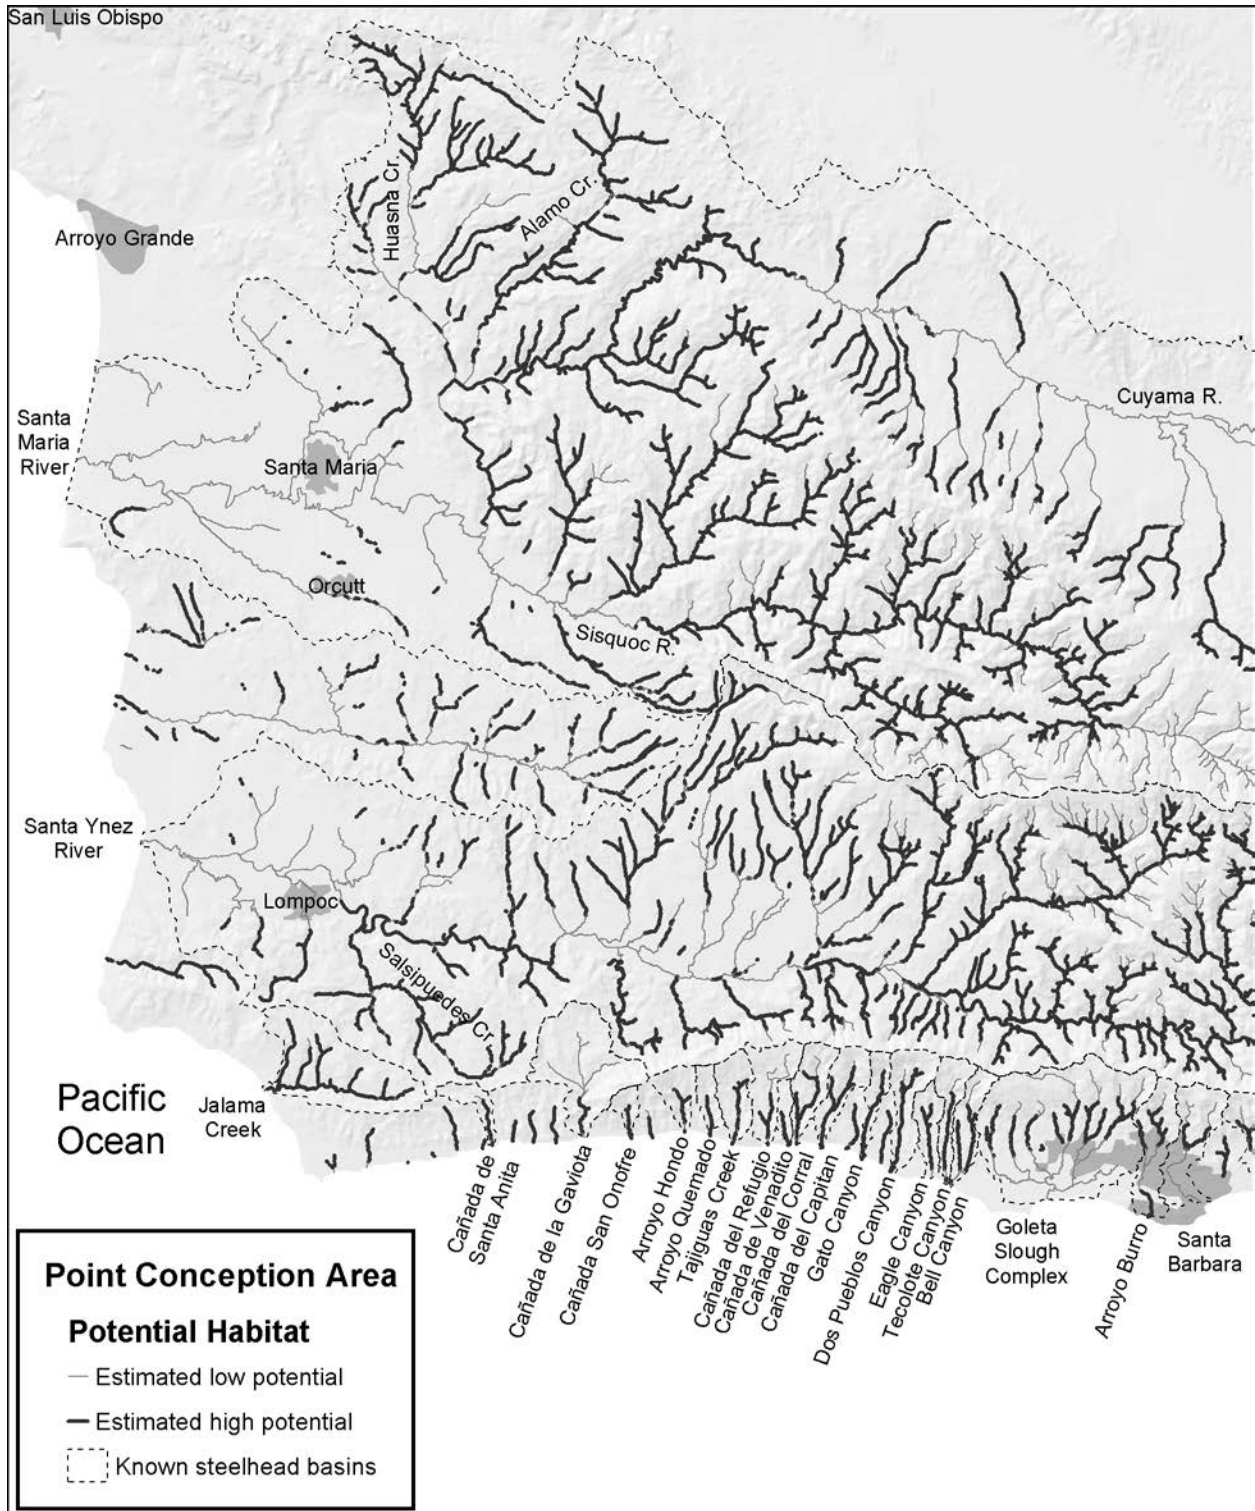 San Luis Obispo
Huasna Cr.
Alamo Cr.
Arroyo Grande
Cuyama R.
Santa
Maria
River
Santa Maria
Orcutt
Sisquoc R.
Santa Ynez
River
Lompoc
Salsipuedes Cr.
Pacific
Ocean
Jalama
Creek
Cañada de
Santa Anita
Cañada de la Gaviota
Cañada San Onofre
Arroyo Hondo
Arroyo Quemado
Tajiguas Creek
Cañada del Refugio
Cañada de Venadito
Cañada del Corral
Cañada del Capitan
Gato Canyon
Dos Pueblos Canyon
Eagle Canyon
Tecolote Canyon
Bell Canyon
Goleta
Slough
Complex
Arroyo Burro
Santa
Barbara
Point Conception Area
Potential Habitat
Estimated low potential
Estimated high potential
Known steelhead basins